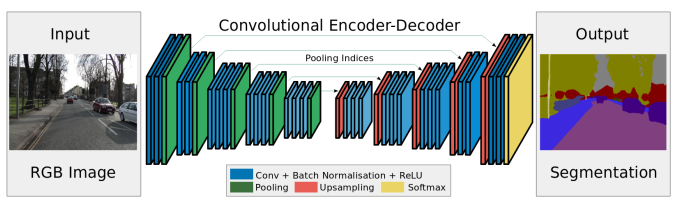 Convolutional Encoder-Decoder
Input
Output
Pooling Indices
RGB Image
Segmentation
Conv + Batch Normalisation + ReLU
Pooling
Upsampling
Softmax